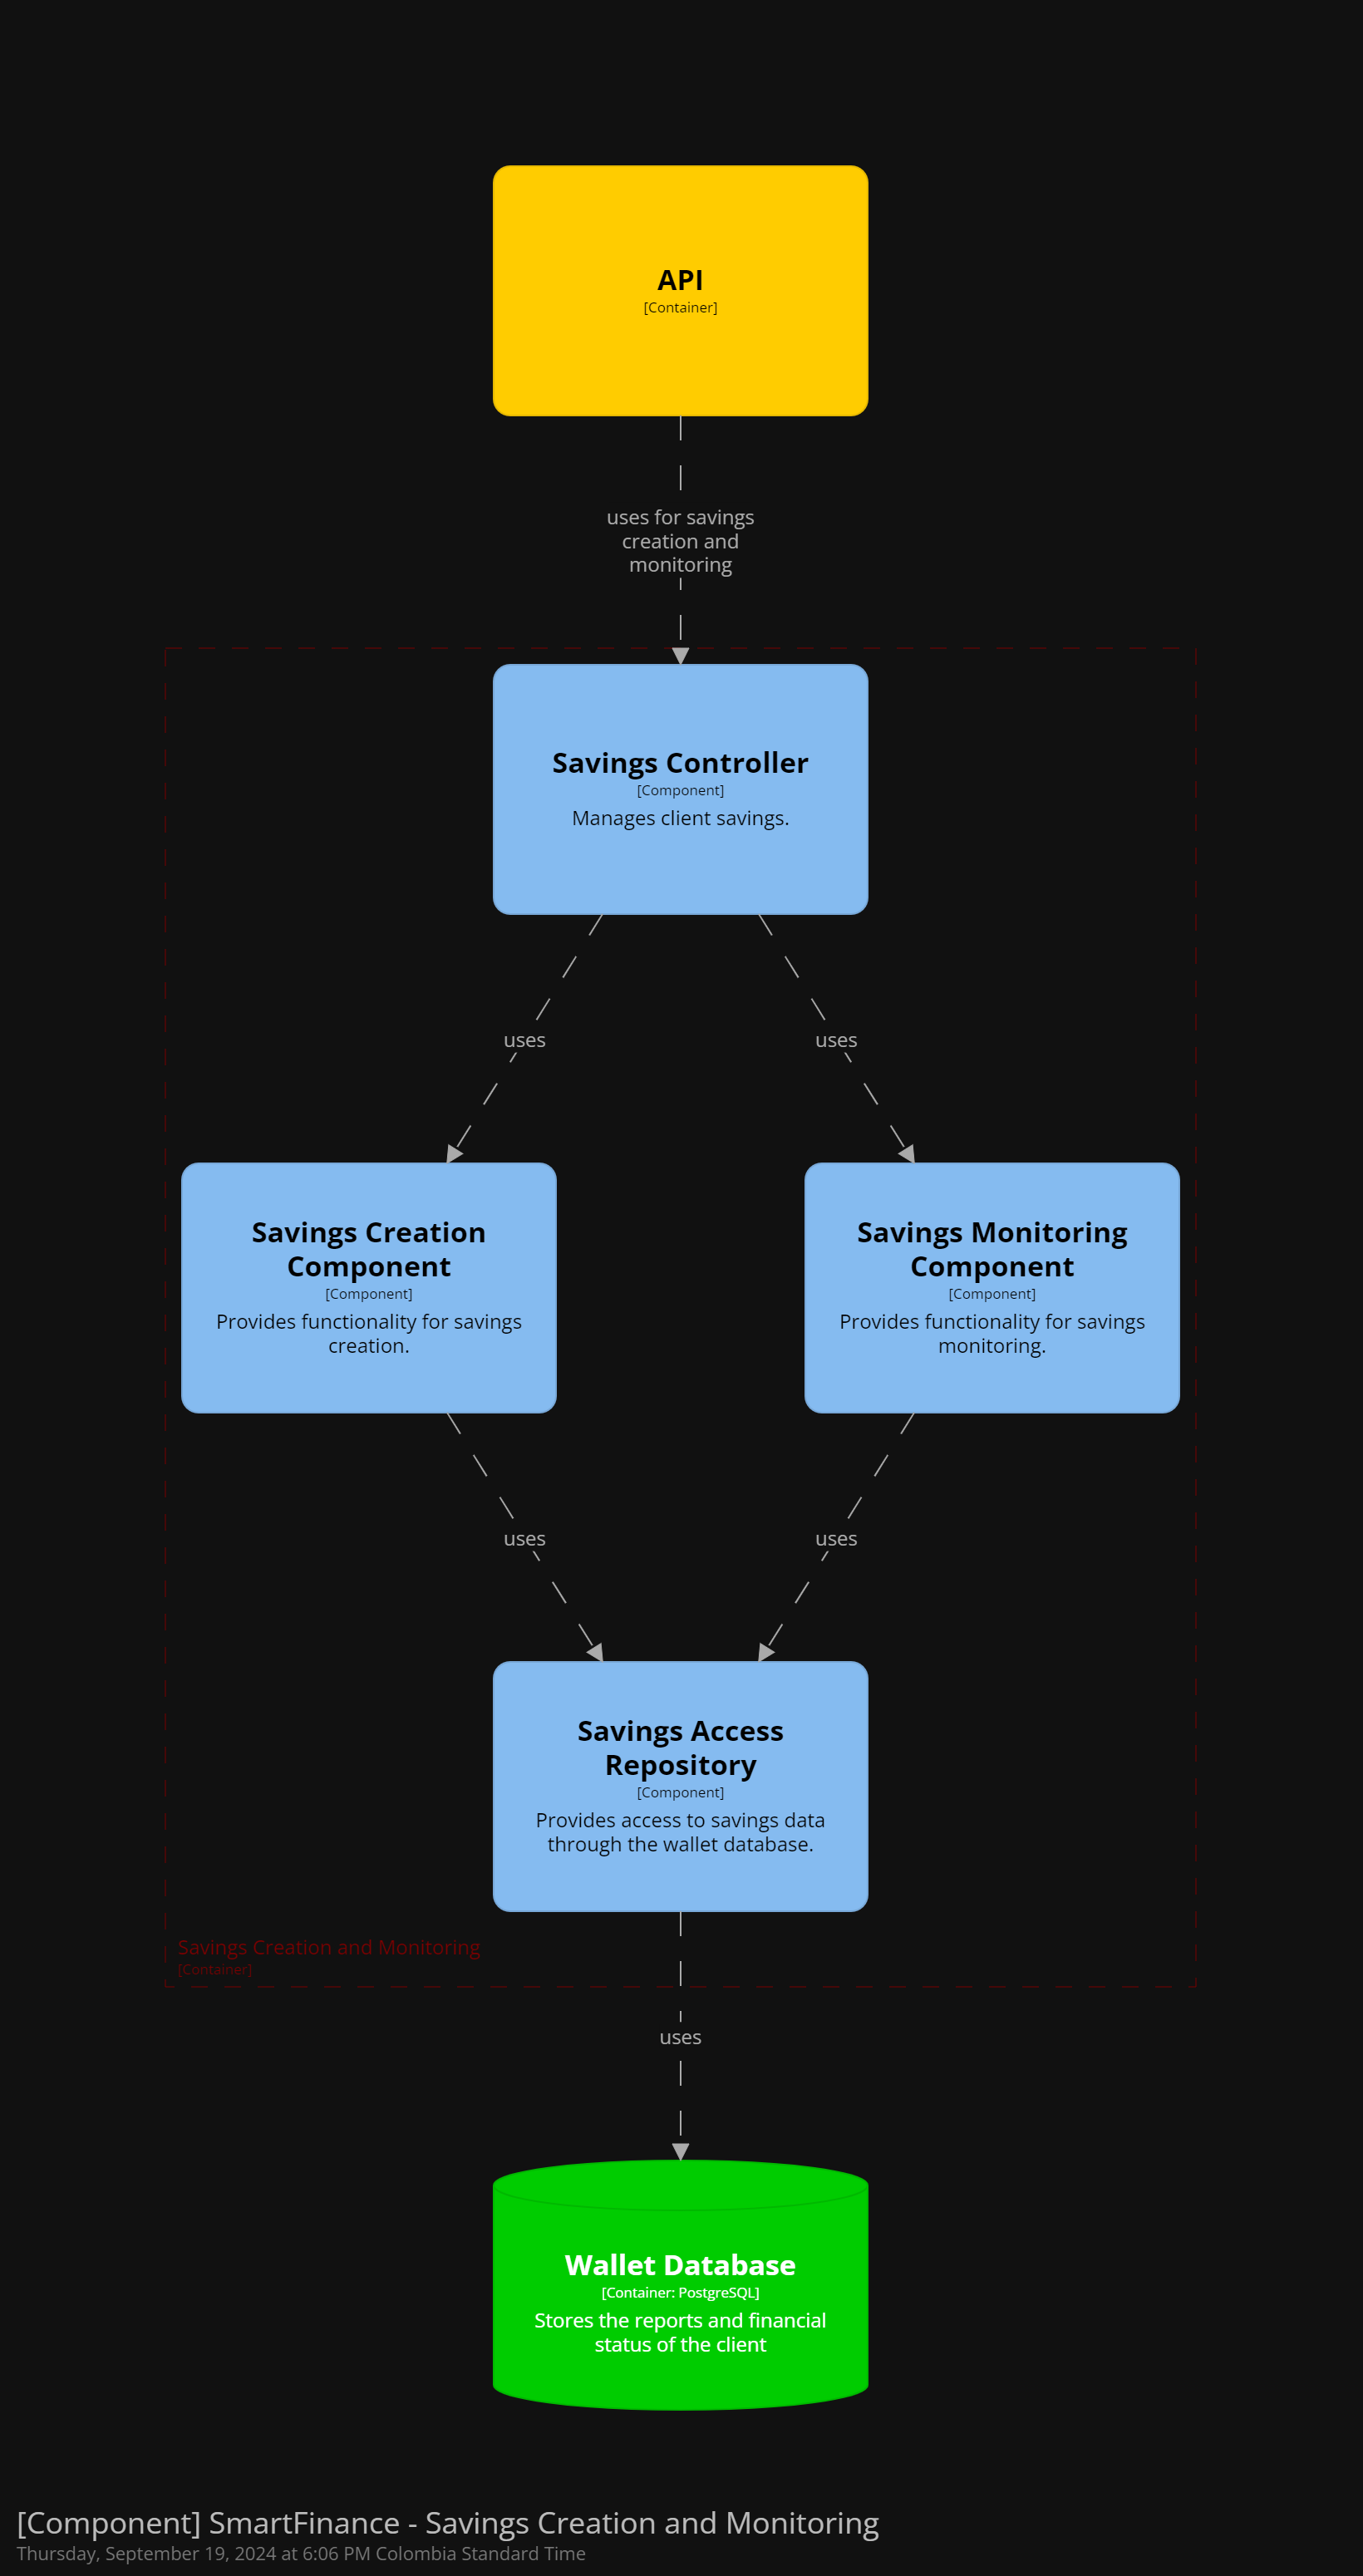 API
[Container]
uses for savings
creation and
monitoring
Savings Controller
[Component]
Manages client savings.
uses
uses
Savings Creation
Component
[Component]
Provides functionality for savings
creation.
Savings Monitoring
Component
[Component]
Provides functionality for savings
monitoring.
uses
uses
Savings Access
Repository
[Component]
Provides access to savings data
through the wallet database.
Savings Creation and Monitoring
[Container]
uses
Wallet Database
[Container: PostgreSQL]
Stores the reports and financial
status of the client
[Component] SmartFinance - Savings Creation and Monitoring
Thursday, September 19, 2024 at 6:06 PM Colombia Standard Time